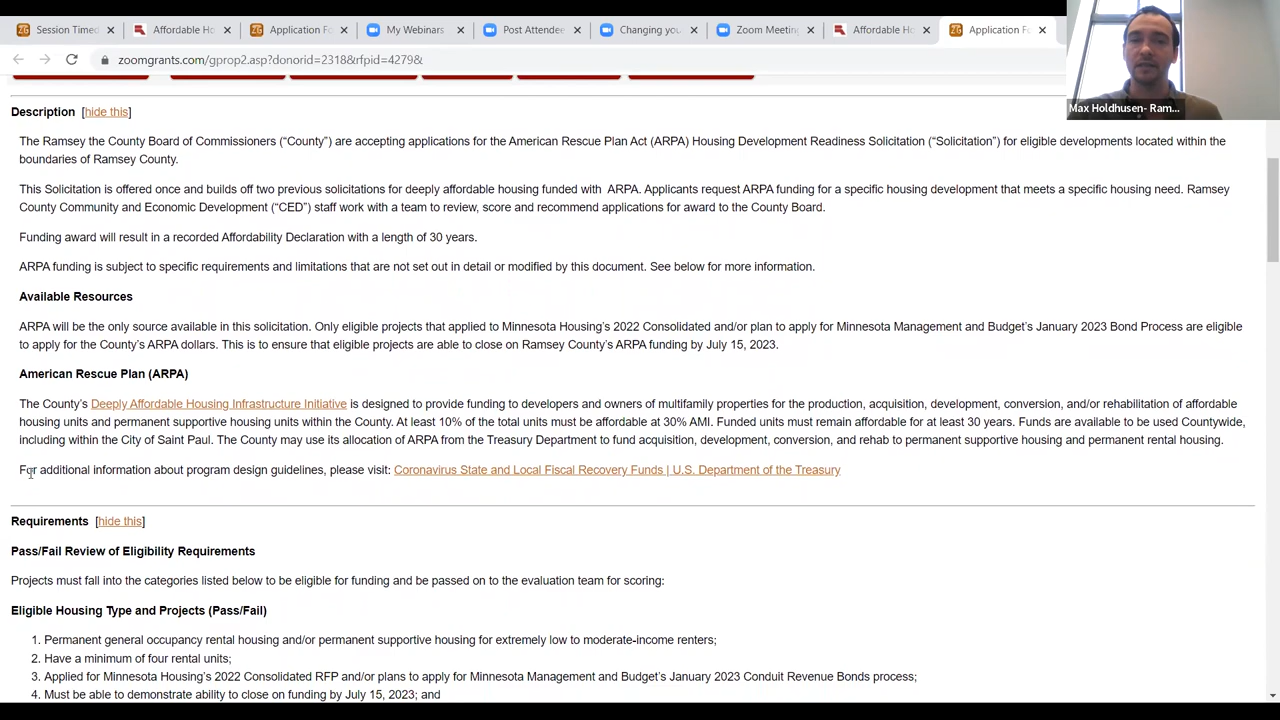 Session Timed
Affordable Ho
Application Fo
My Webinars
Post Attendee
Changing you
Zoom Meeting
Affordable Ho
Application Fo
zoomgrants.com/gprop2.asp?donorid=2318&rfpid=4279&
Max Holdhusen- Ram...
Description [hide this]
The Ramsey the County Board of Commissioners (“County”) are accepting applications for the American Rescue Plan Act (ARPA) Housing Development Readiness Solicitation (“Solicitation”) for eligible developments located within the
boundaries of Ramsey County.
This Solicitation is offered once and builds off two previous solicitations for deeply affordable housing funded with ARPA. Applicants request ARPA funding for a specific housing development that meets a specific housing need. Ramsey
County Community and Economic Development (“CED”) staff work with a team to review, score and recommend applications for award to the County Board.
Funding award will result in a recorded Affordability Declaration with a length of 30 years.
ARPA funding is subject to specific requirements and limitations that are not set out in detail or modified by this document. See below for more information.
Available Resources
ARPA will be the only source available in this solicitation. Only eligible projects that applied to Minnesota Housing’s 2022 Consolidated and/or plan to apply for Minnesota Management and Budget’s January 2023 Bond Process are eligible
to apply for the County’s ARPA dollars. This is to ensure that eligible projects are able to close on Ramsey County’s ARPA funding by July 15, 2023.
American Rescue Plan (ARPA)
The County’s Deeply Affordable Housing Infrastructure Initiative is designed to provide funding to developers and owners of multifamily properties for the production, acquisition, development, conversion, and/or rehabilitation of affordable
housing units and permanent supportive housing units within the County. At least 10% of the total units must be affordable at 30% AMI. Funded units must remain affordable for at least 30 years. Funds are available to be used Countywide,
including within the City of Saint Paul. The County may use its allocation of ARPA from the Treasury Department to fund acquisition, development, conversion, and rehab to permanent supportive housing and permanent rental housing.
For additional information about program design guidelines, please visit: Coronavirus State and Local Fiscal Recovery Funds | U.S. Department of the Treasury
Requirements [hide this]
Pass/Fail Review of Eligibility Requirements
Projects must fall into the categories listed below to be eligible for funding and be passed on to the evaluation team for scoring:
Eligible Housing Type and Projects (Pass/Fail)
1. Permanent general occupancy rental housing and/or permanent supportive housing for extremely low to moderate-income renters;
2. Have a minimum of four rental units;
3. Applied for Minnesota Housing’s 2022 Consolidated RFP and/or plans to apply for Minnesota Management and Budget’s January 2023 Conduit Revenue Bonds process;
4. Must be able to demonstrate ability to close on funding by July 15, 2023; and